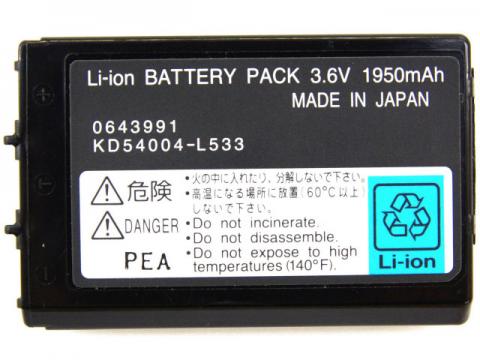 Li-ion BATTERY PACK 3.6V 1950mAh
MADE IN JAPAN
0643991
KD54004-L533
危険
・火の中に入れたり、分解しないで下さい。
・高温になる場所に放置(60℃以上)
しないで下さい。
DANGER
•Do not incinerate.
•Do not disassemble.
•Do not expose to high
temperatures (140°F).
PEA
Li-ion